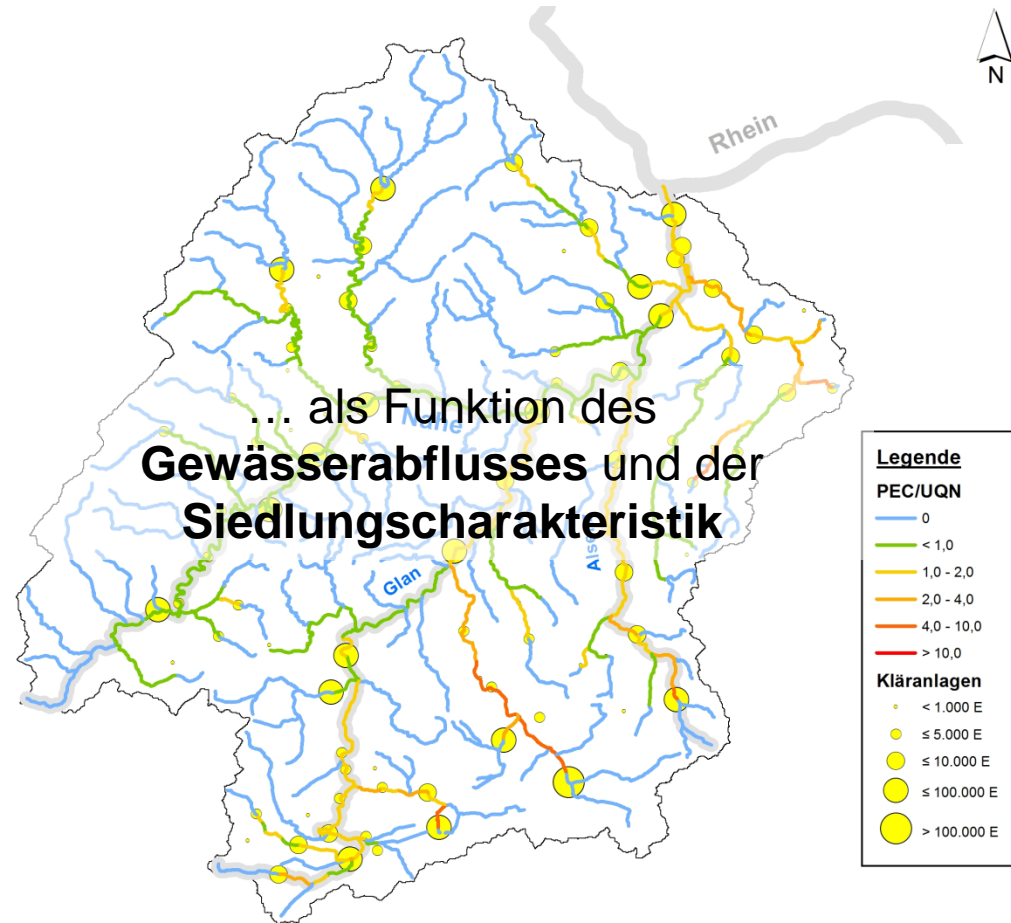 N
Rhein
Nahe
... als Funktion des
Gewässerabflusses und der
Siedlungscharakteristik
Glan
Legende
PEC/UQN
0
< 1,0
1,0 - 2,0
2,0 - 4,0
4,0 - 10,0
> 10,0
Kläranlagen
< 1.000 E
≤ 5.000 E
≤ 10.000 E
≤ 100.000 E
> 100.000 E